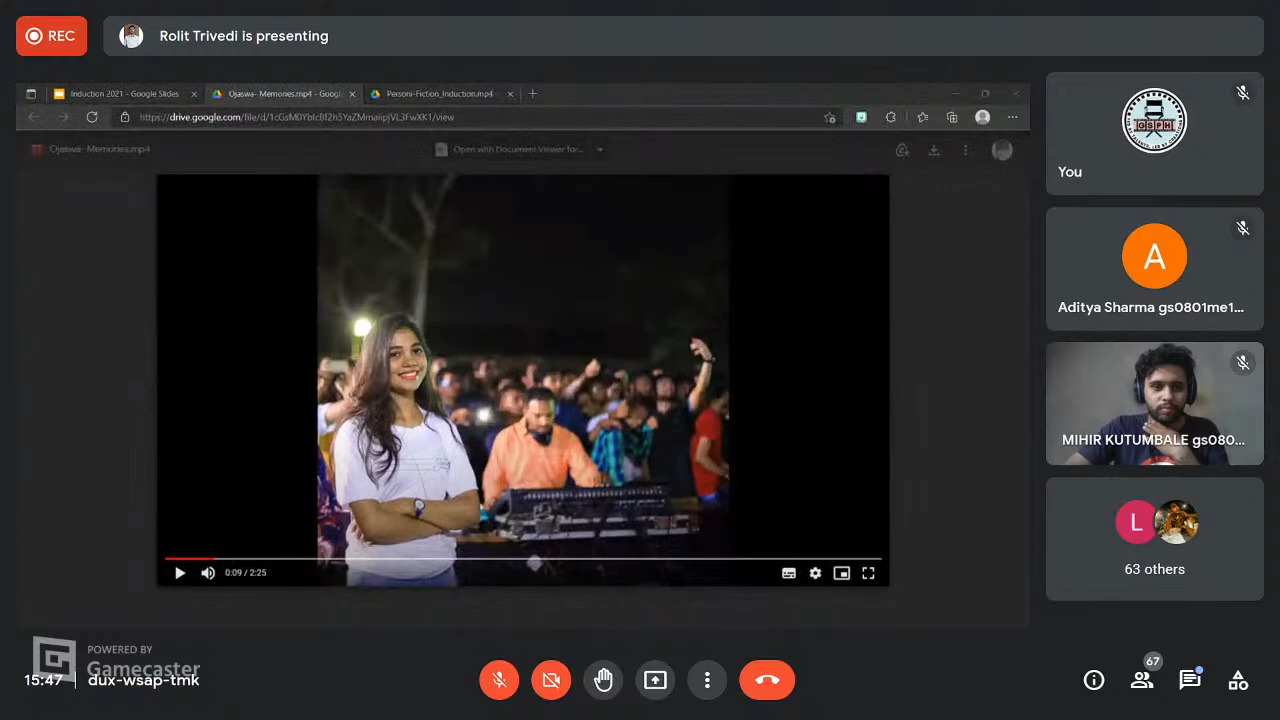 REC
Rolit Trivedi is presenting
Induction 2021 - Google Slides
Ojaswa- Memories.mp4 - Googl
Personi-Fiction_Induction.mp4
https://drive.google.com/file/d/
/view
Ojaswa- Memories.mp4
Open with Document Viewer for...
You
A
Aditya Sharma gs0801me1...
MIHIR KUTUMBALE gs080...
L
63 others
0:09 / 2:25
POWERED BY
Gamecaster
15:47
dux-wsap-tmk
67